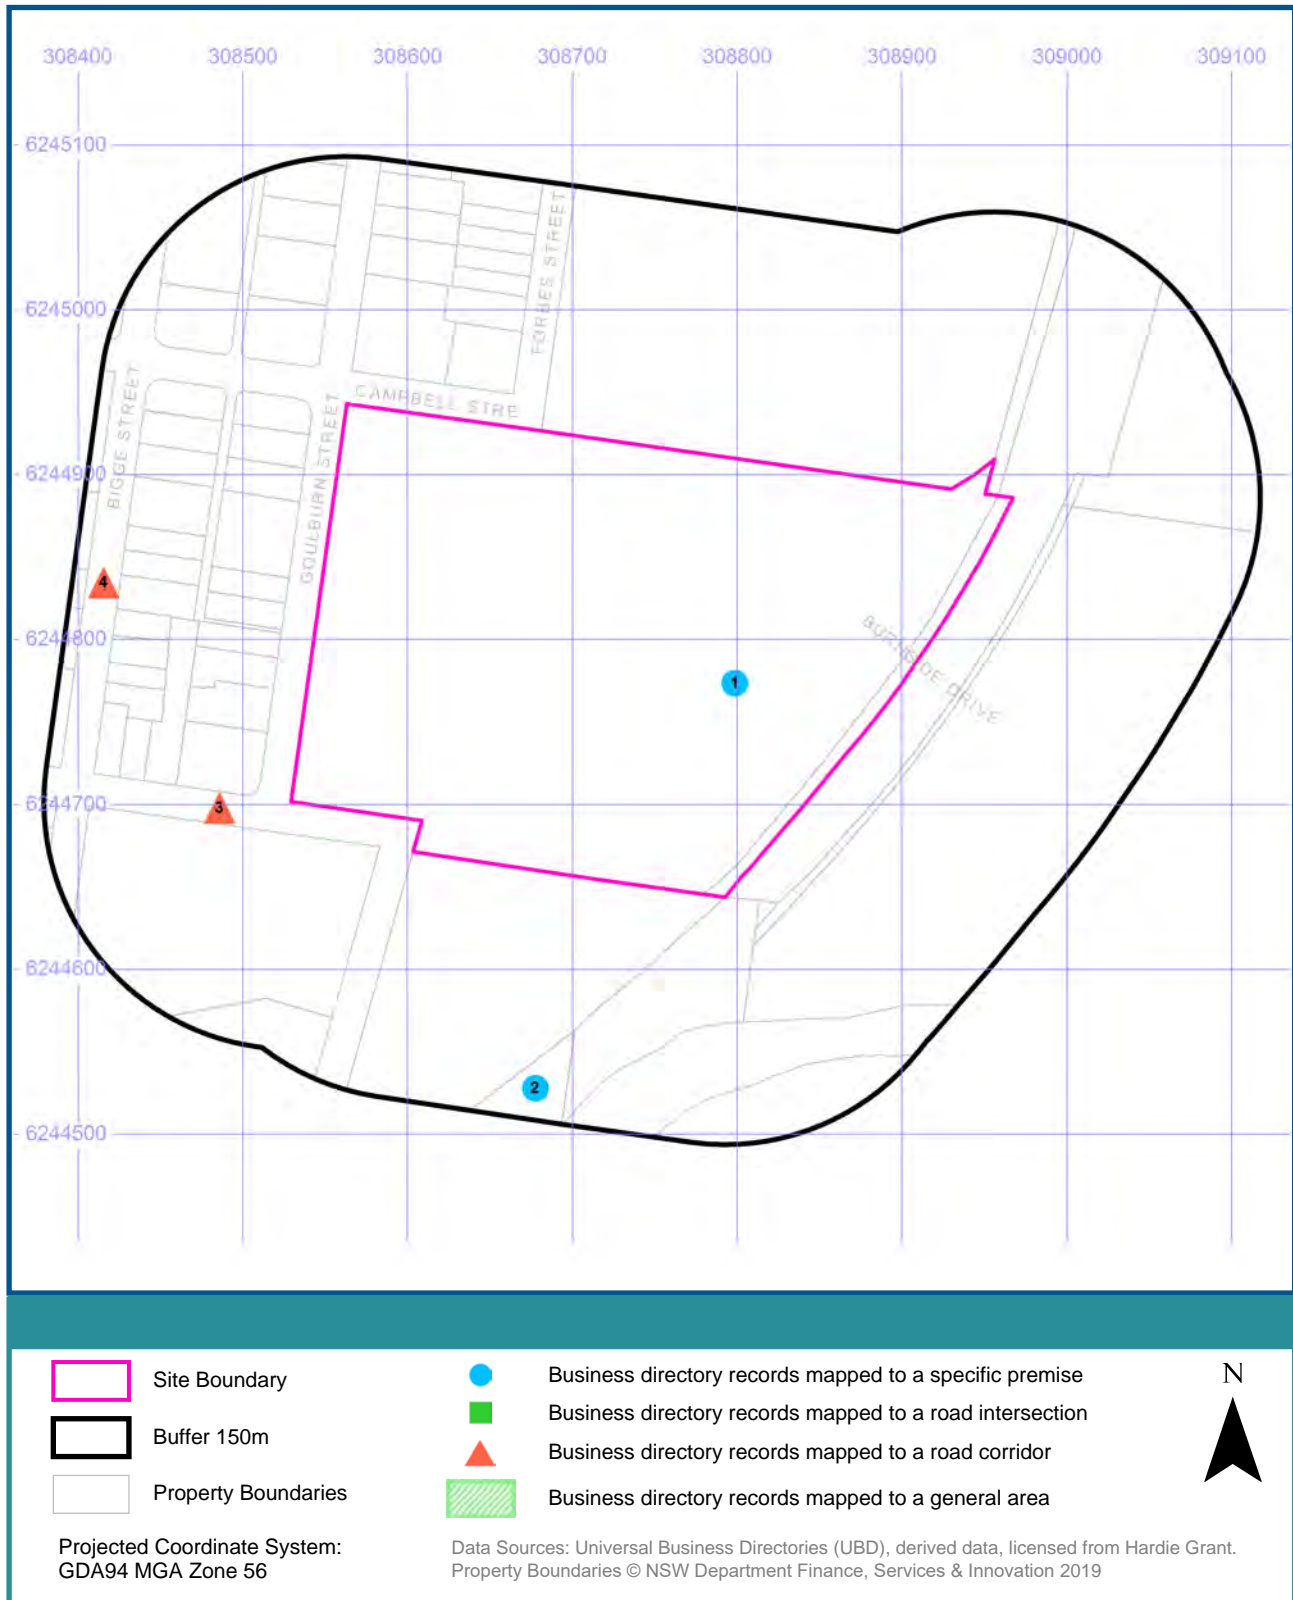 308400 308500 308600 308700 308800 308900 309000 309100
6245100
6245000
6244900
6244800
6244700
6244600
6244500
FORBES STREET
CAMPBELL STRE
BIGGE STREET
GOULBURN STREET
BURNSIDE DRIVE
4
1
3
2
Site Boundary
Buffer 150m
Property Boundaries
Projected Coordinate System:
GDA94 MGA Zone 56
Business directory records mapped to a specific premise
Business directory records mapped to a road intersection
Business directory records mapped to a road corridor
Business directory records mapped to a general area
Data Sources: Universal Business Directories (UBD), derived data, licensed from Hardie Grant.
Property Boundaries © NSW Department Finance, Services & Innovation 2019
N